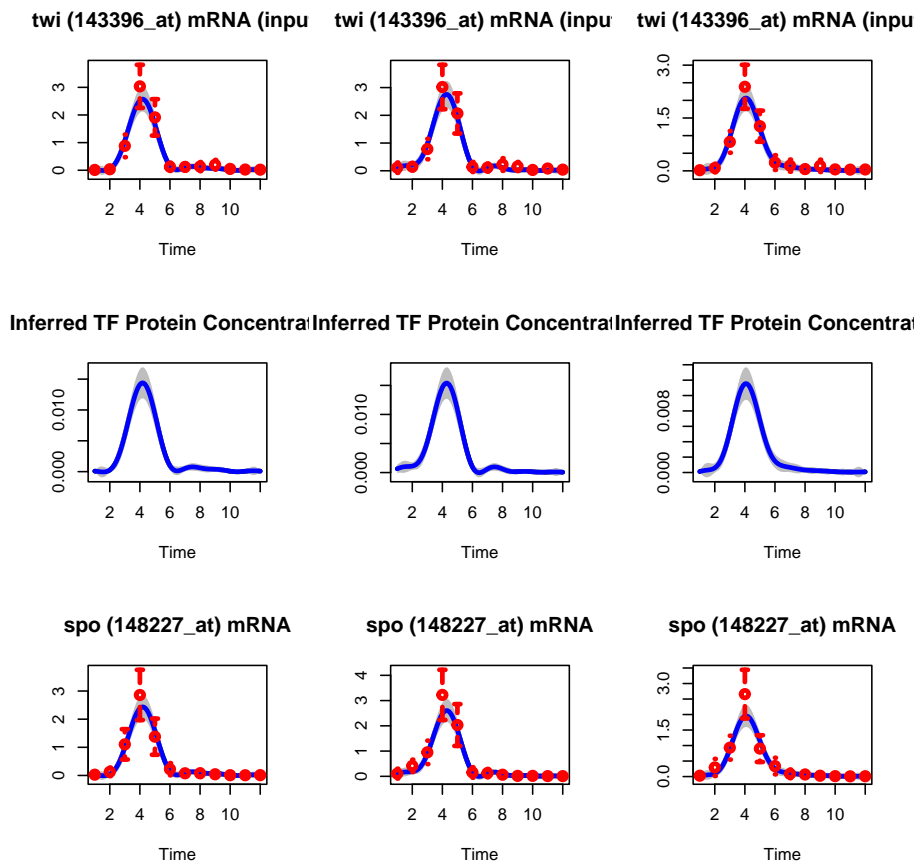 twi (143396_at) mRNA (inpu twi (143396_at) mRNA (inpu twi (143396_at) mRNA (inpu
3 3 3.0
2 2 1.5
1 1 0.0
0 0
2 4 6 8 10 2 4 6 8 10 2 4 6 8 10
Time Time Time
Inferred TF Protein Concentrat Inferred TF Protein Concentrat Inferred TF Protein Concentrat
0.010 0.010 0.008
0.000 0.000 0.000
2 4 6 8 10 2 4 6 8 10 2 4 6 8 10
Time Time Time
spo (148227_at) mRNA spo (148227_at) mRNA spo (148227_at) mRNA
3 4 3.0
2 3 1.5
1 2 0.0
0 1
0
2 4 6 8 10 2 4 6 8 10 2 4 6 8 10
Time Time Time